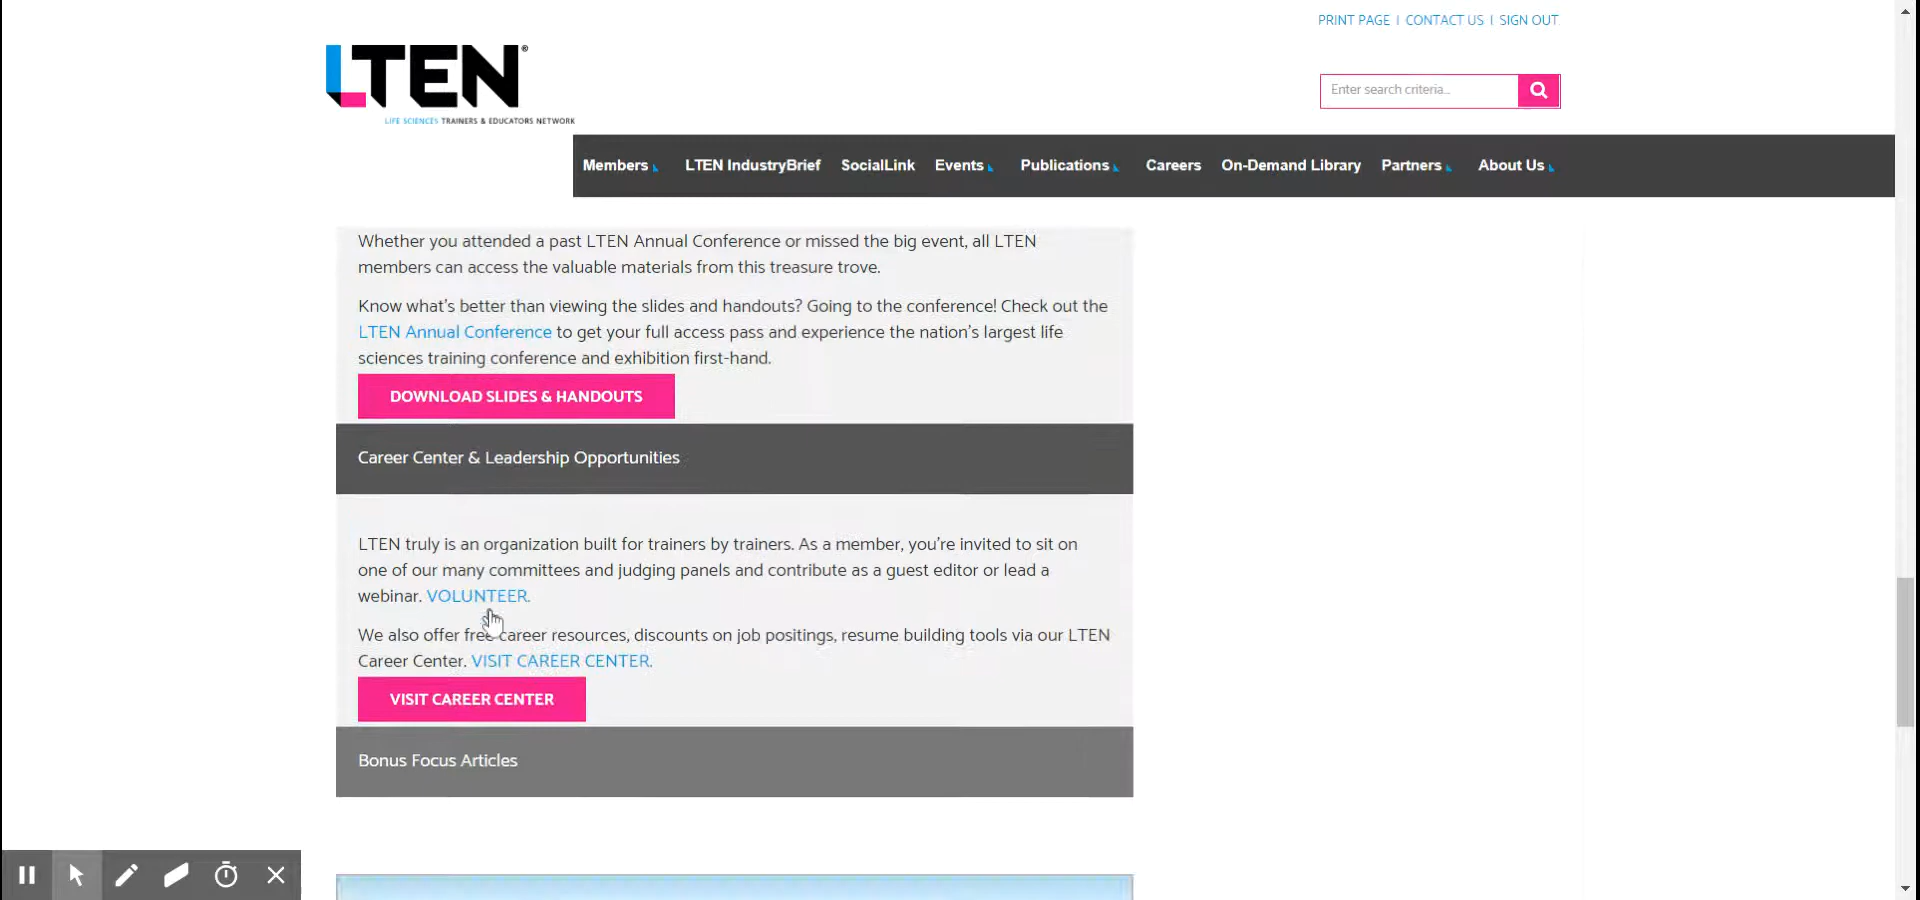 PRINT PAGE | CONTACT US | SIGN OUT
LTEN®
LIFE SCIENCES TRAINERS & EDUCATORS NETWORK
Enter search criteria...
Members LTEN IndustryBrief SocialLink Events Publications Careers On-Demand Library Partners About Us
Whether you attended a past LTEN Annual Conference or missed the big event, all LTEN
members can access the valuable materials from this treasure trove.
Know what's better than viewing the slides and handouts? Going to the conference! Check out the
LTEN Annual Conference to get your full access pass and experience the nation's largest life
sciences training conference and exhibition first-hand.
DOWNLOAD SLIDES & HANDOUTS
Career Center & Leadership Opportunities
LTEN truly is an organization built for trainers by trainers. As a member, you're invited to sit on
one of our many committees and judging panels and contribute as a guest editor or lead a
webinar. VOLUNTEER.
We also offer free career resources, discounts on job positings, resume building tools via our LTEN
Career Center. VISIT CAREER CENTER.
VISIT CAREER CENTER
Bonus Focus Articles